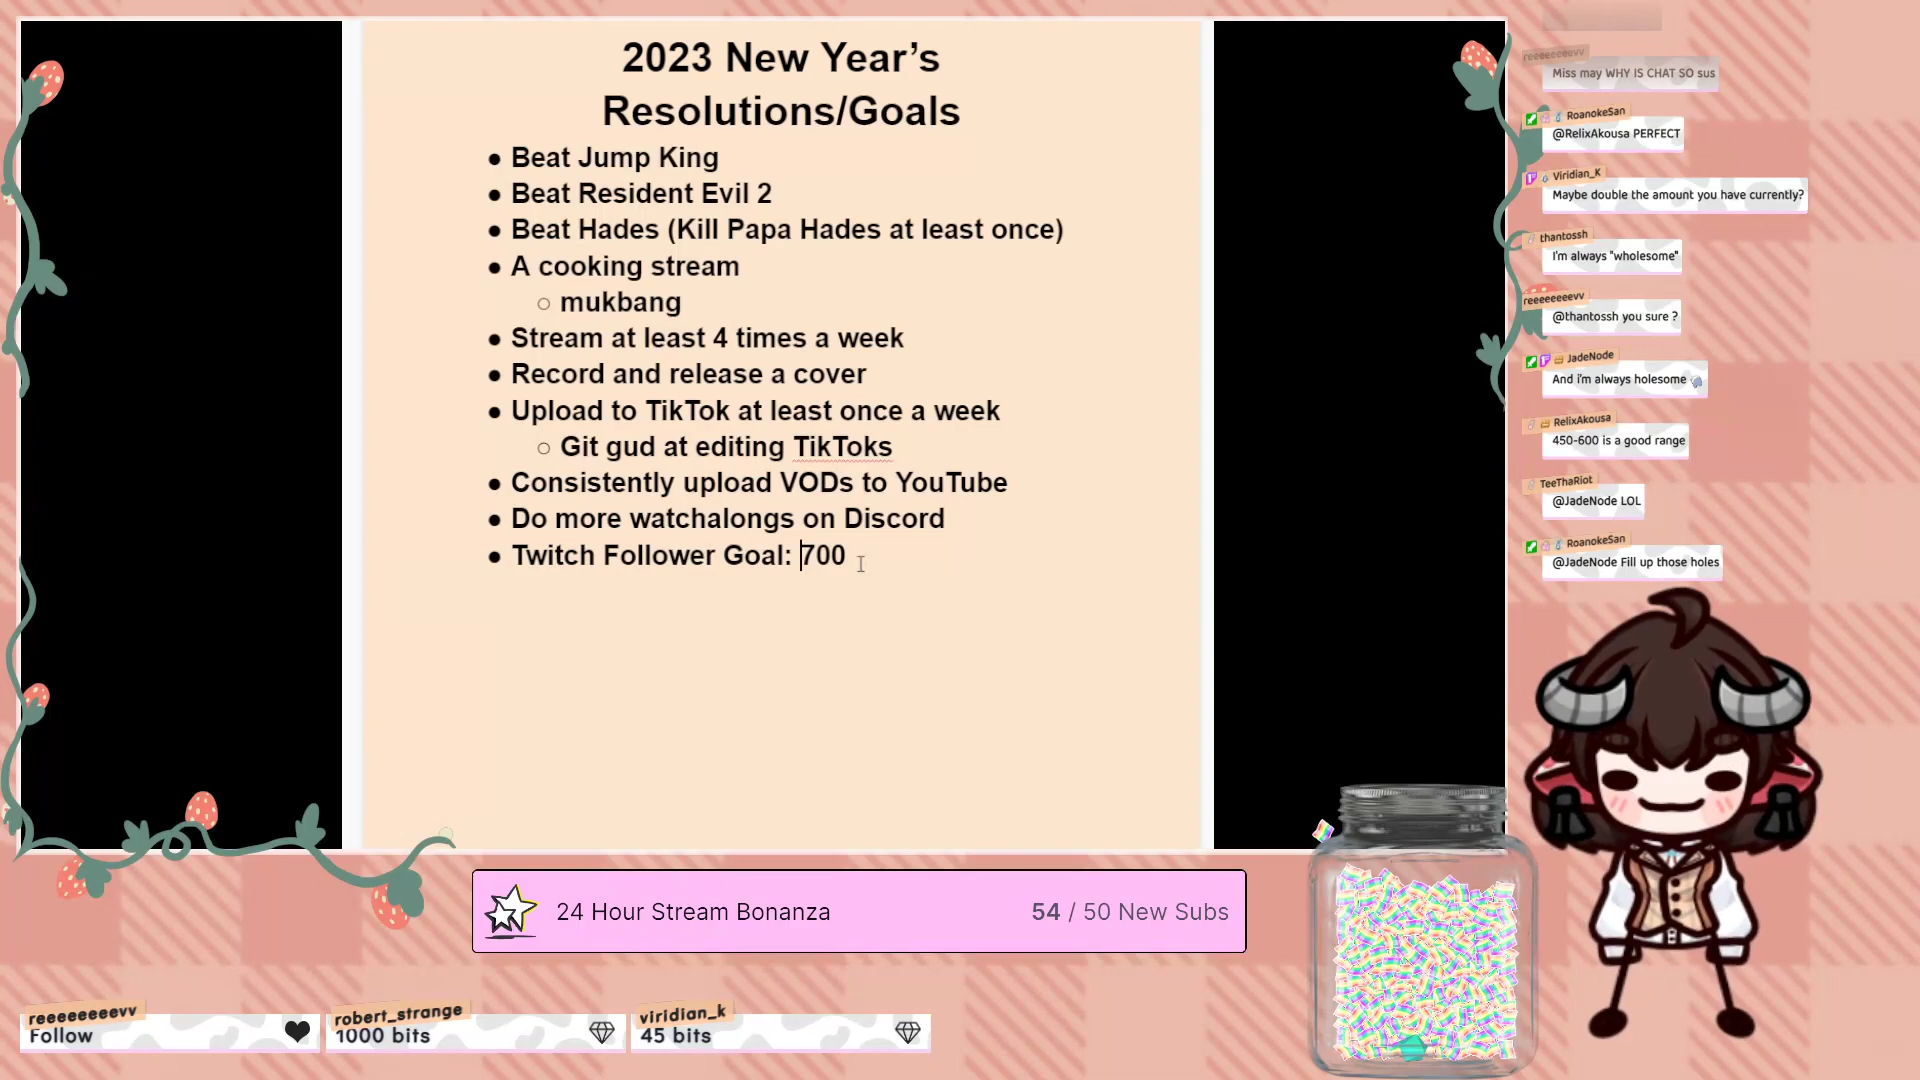 2023 New Year’s
Resolutions/Goals
● Beat Jump King
● Beat Resident Evil 2
● Beat Hades (Kill Papa Hades at least once)
● A cooking stream
○ mukbang
● Stream at least 4 times a week
● Record and release a cover
● Upload to TikTok at least once a week
○ Git gud at editing TikToks
● Consistently upload VODs to YouTube
● Do more watchalongs on Discord
● Twitch Follower Goal: 700
reeeeeeevv
Miss may WHY IS CHAT SO sus
RoanokeSan
@RelixAkousa PERFECT
Viridian_K
Maybe double the amount you have currently?
thantossh
I'm always "wholesome"
reeeeeeevv
@thantossh you sure ?
JadeNode
And i'm always holesome
RelixAkousa
450-600 is a good range
TeeThaRiot
@JadeNode LOL
RoanokeSan
@JadeNode Fill up those holes
24 Hour Stream Bonanza
54 / 50 New Subs
reeeeeeevv
Follow
robert_strange
1000 bits
viridian_k
45 bits